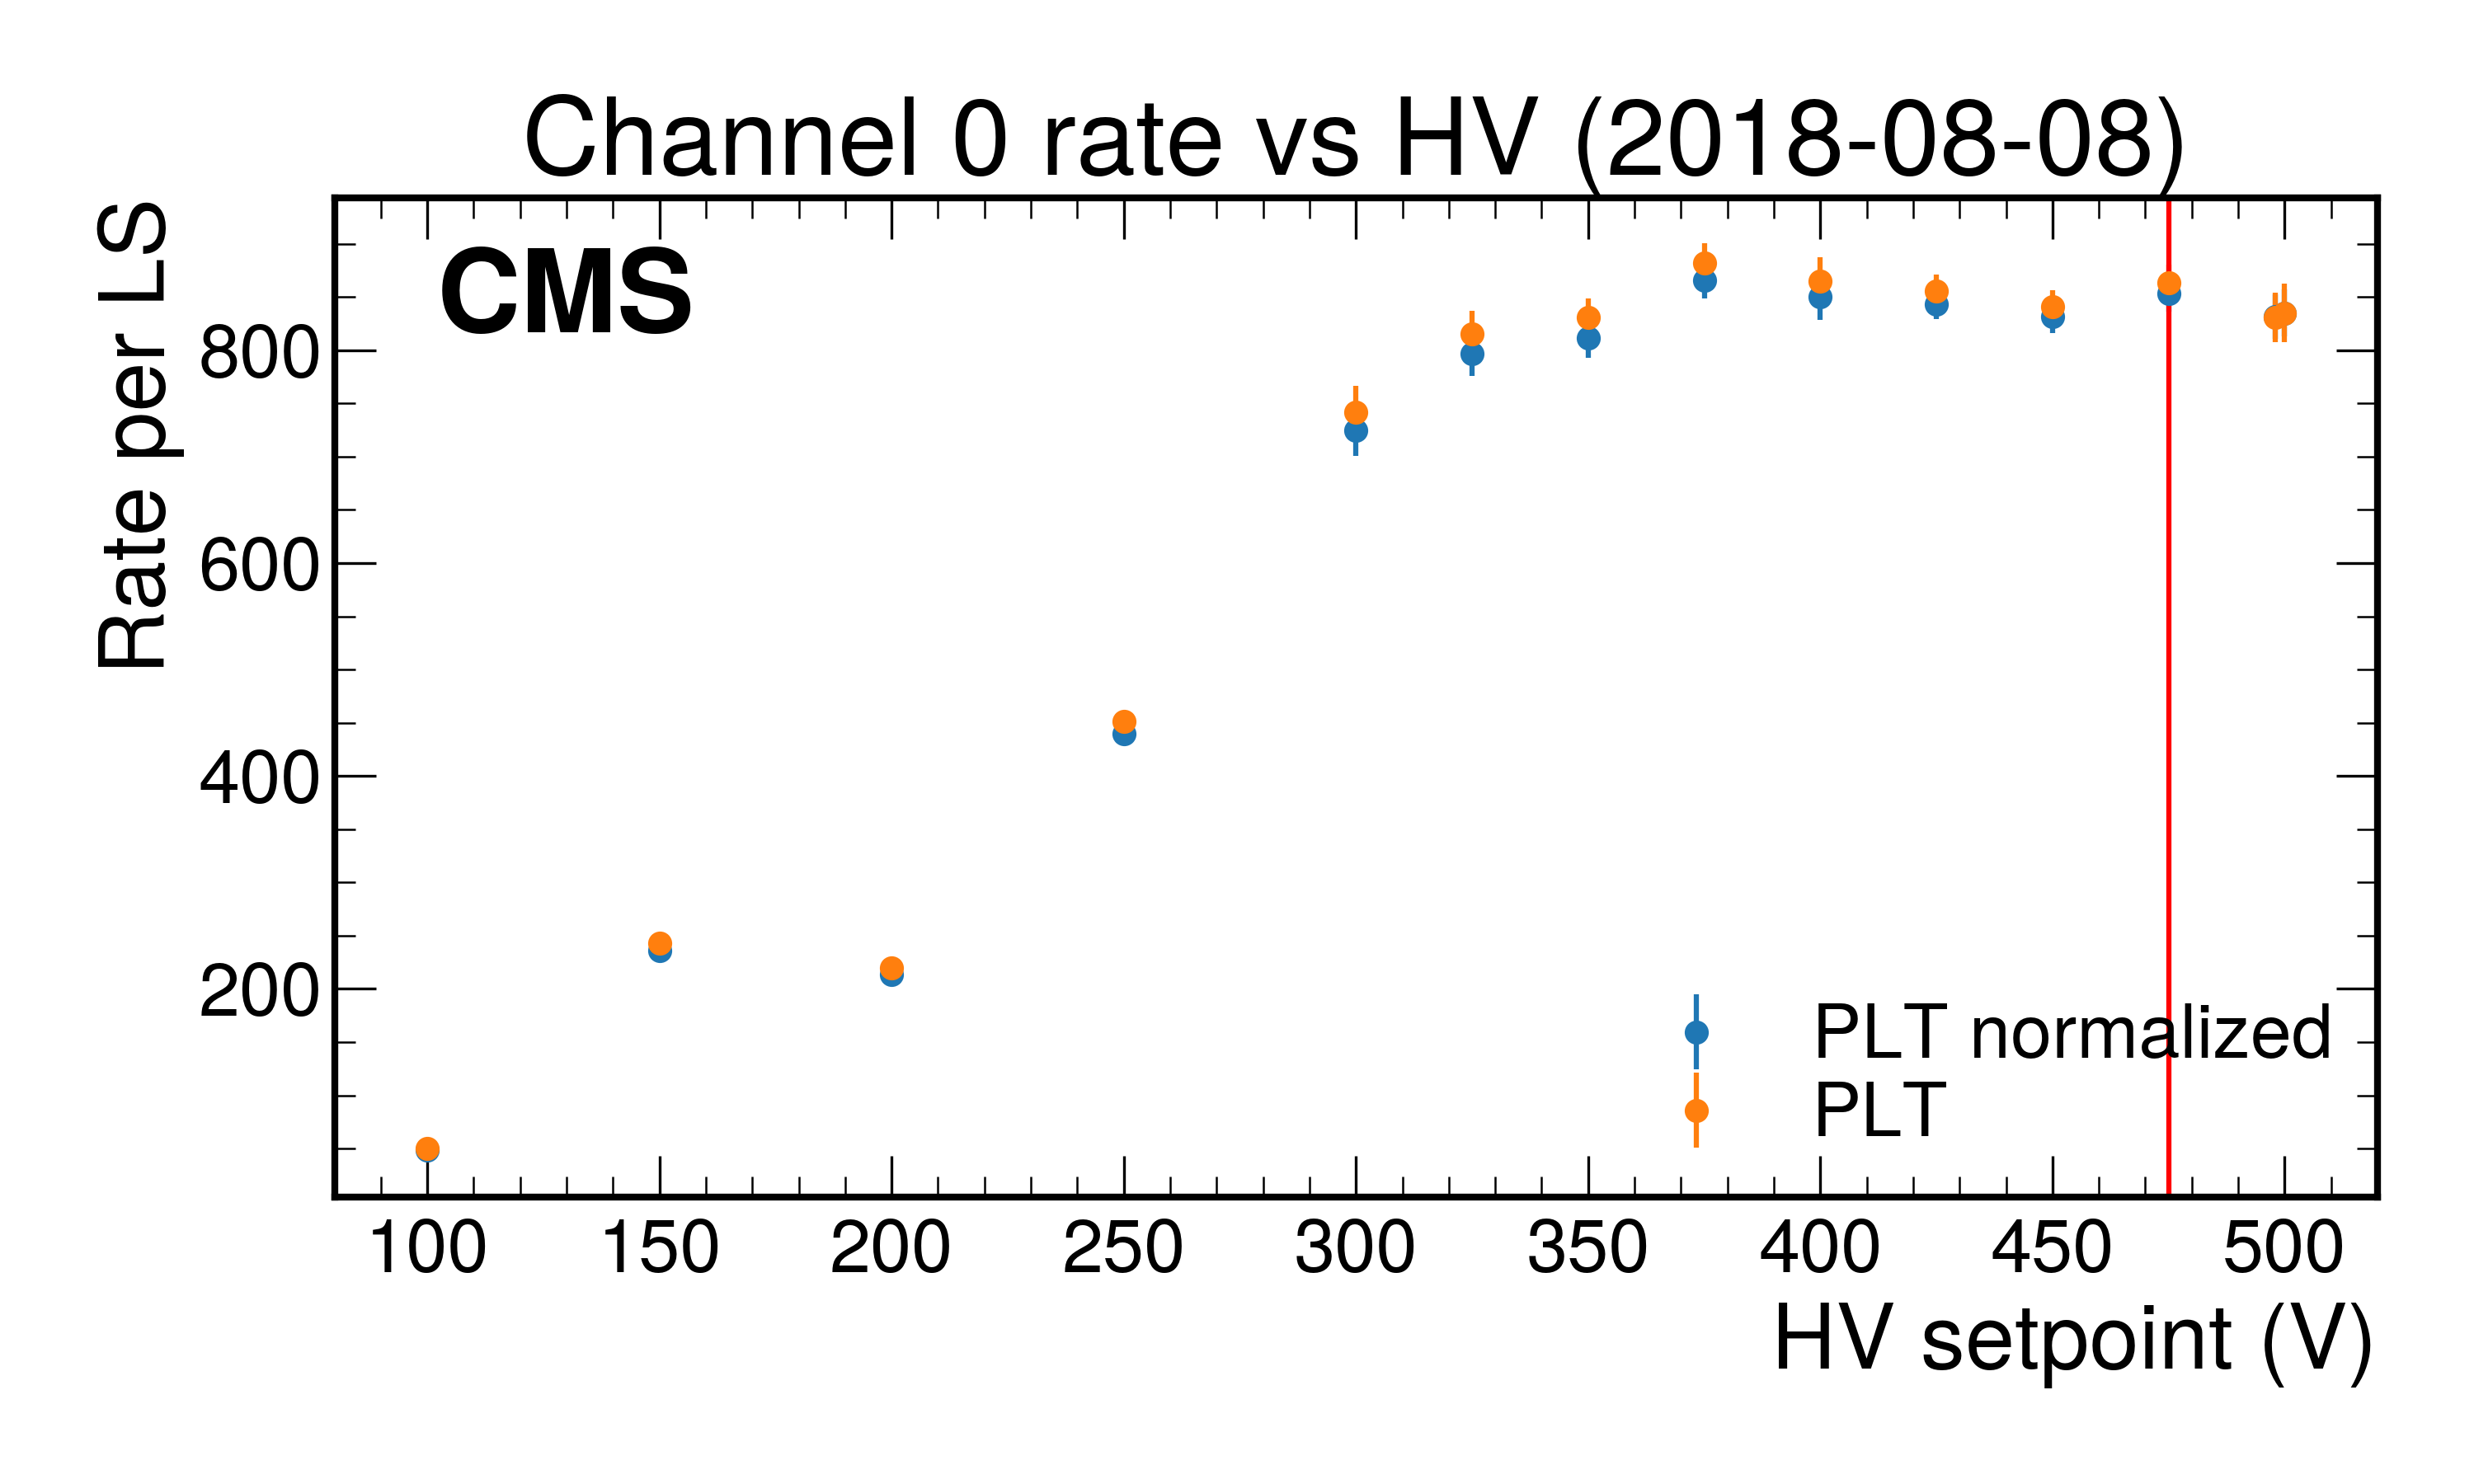 Channel 0 rate vs HV (2018-08-08)
CMS
Rate per LS
800
600
400
200
PLT normalized
PLT
100 150 200 250 300 350 400 450 500
HV setpoint (V)